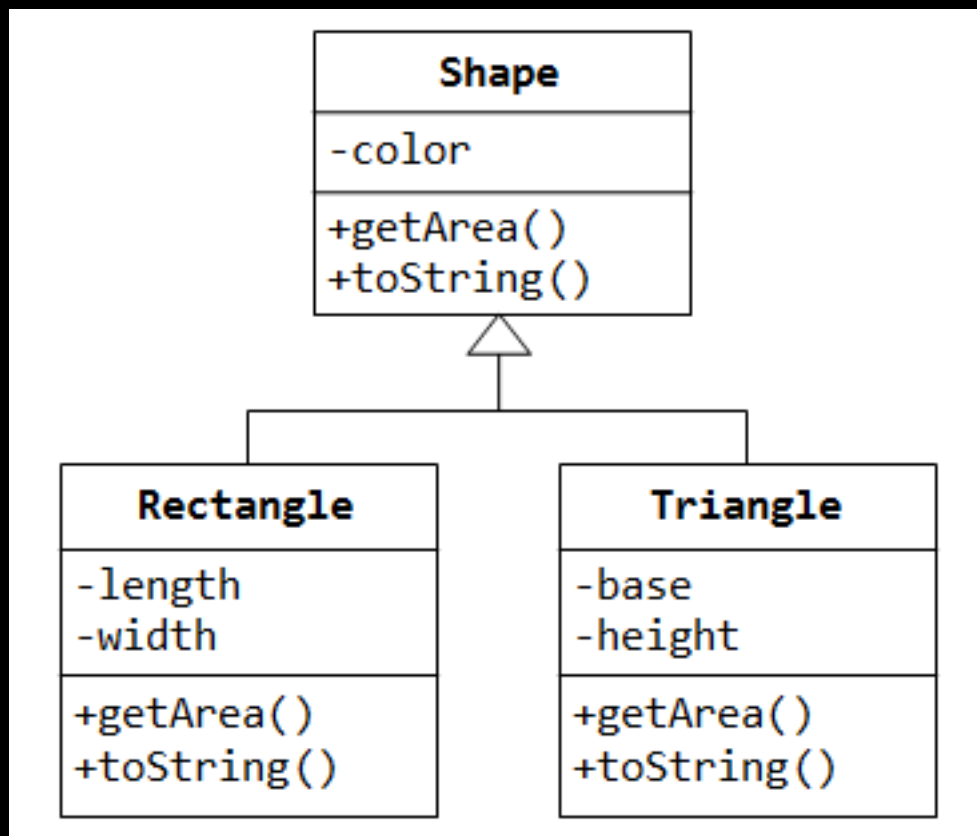 Shape
-color
+getArea()
+toString()
Rectangle
-length
-width
+getArea()
+toString()
Triangle
-base
-height
+getArea()
+toString()